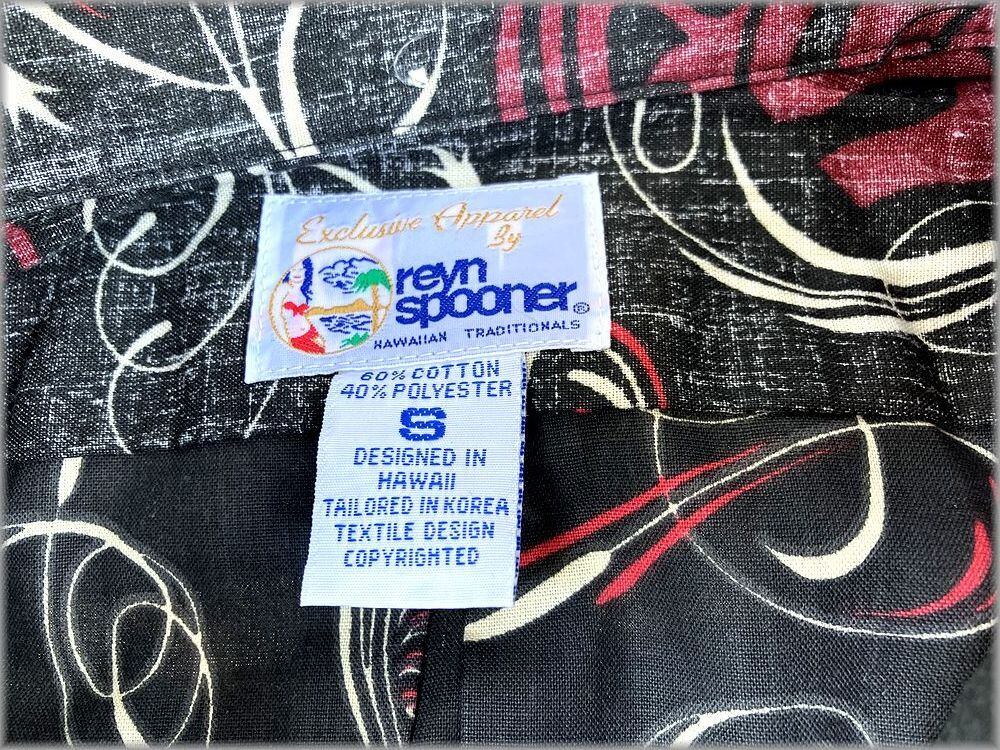 Exclusive Apparel
By
reyn
spooner®
HAWAIIAN TRADITIONALS
60% COTTON
40% POLYESTER
S
DESIGNED IN
HAWAII
TAILORED IN KOREA
TEXTILE DESIGN
COPYRIGHTED